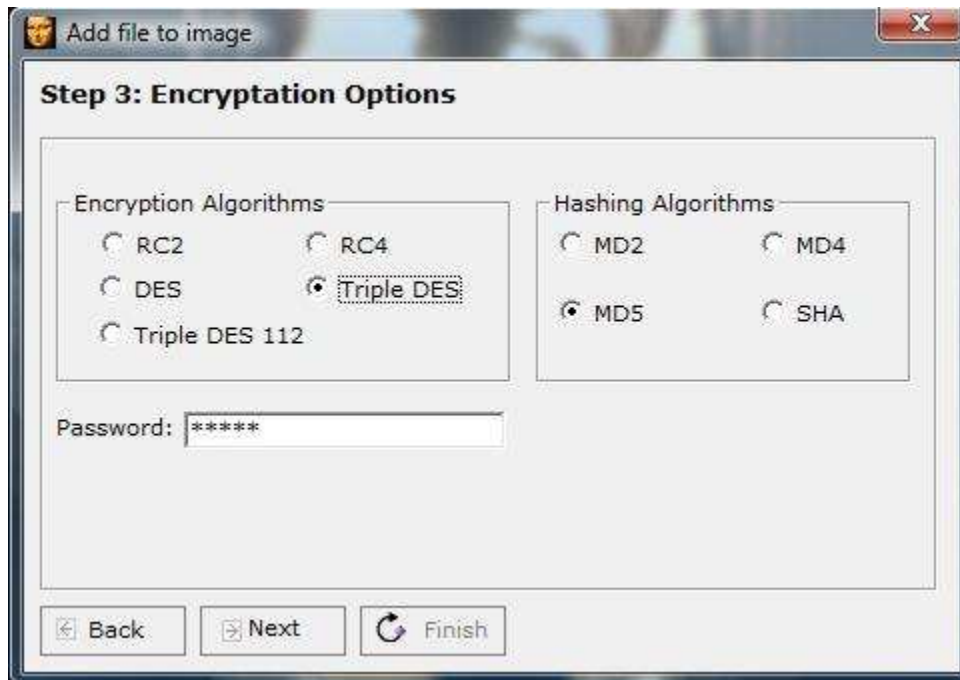 Add file to image
Step 3: Encryptation Options
Encryption Algorithms
RC2 RC4
DES Triple DES
Triple DES 112
Hashing Algorithms
MD2 MD4
MD5 SHA
Password: *****
Back Next Finish